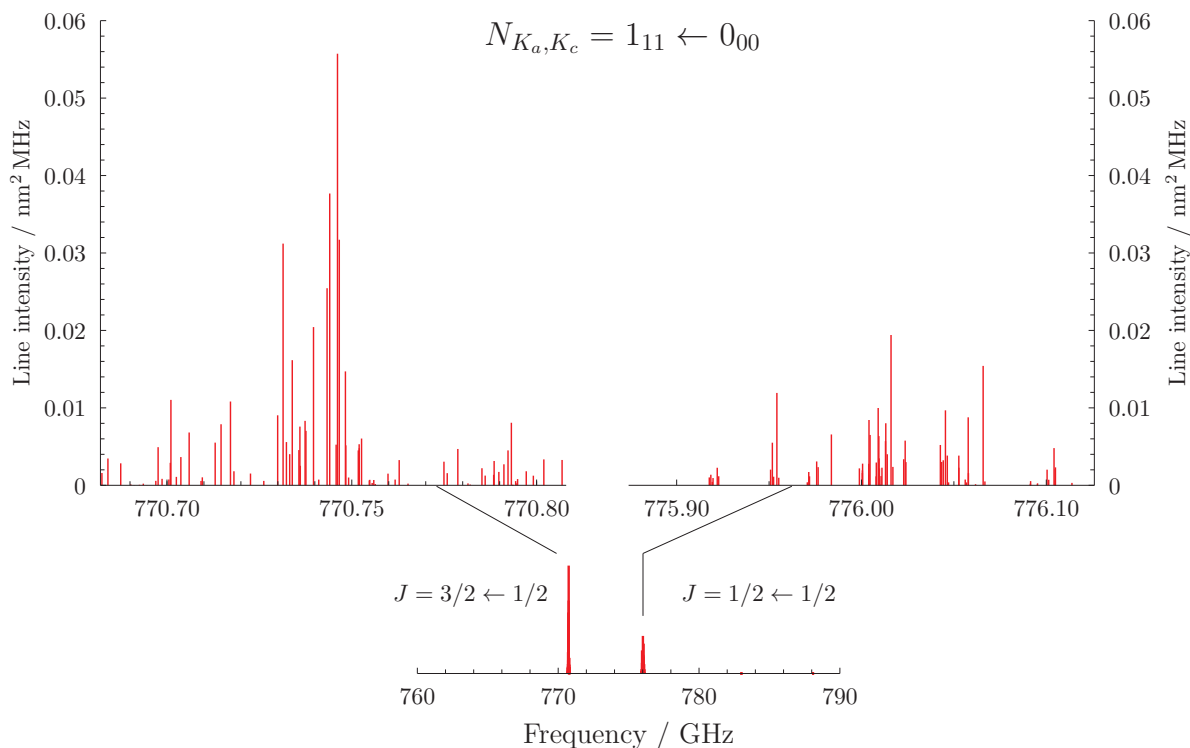 N_{K_a,K_c} = 1_{11} ← 0_{00}
Line intensity / nm² MHz
0.06
0.05
0.04
0.03
0.02
0.01
0
770.70 770.75 770.80
775.90 776.00 776.10
0.06
0.05
0.04
0.03
0.02
0.01
0
Line intensity / nm² MHz
J = 3/2 ← 1/2
J = 1/2 ← 1/2
760 770 780 790
Frequency / GHz